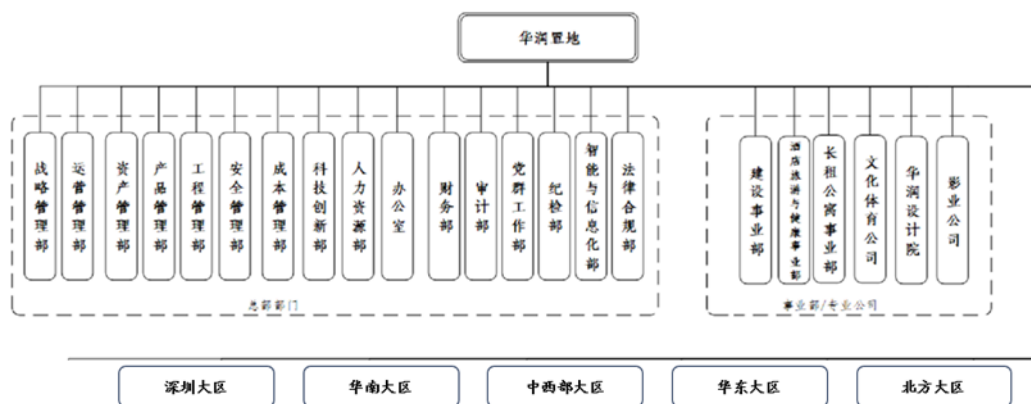 华润置地
战略管理部
运营管理部
资产管理部
产品管理部
工程管理部
安全管理部
成本管理部
科技创新部
人力资源部
办公室
财务部
审计部
党群工作部
纪检部
智能与信息化部
法律合规部
建设事业部
酒店旅游与健康事业部
长租公寓事业部
文化体育公司
华润设计院
影业公司
总部部门
事业部/专业公司
深圳大区
华南大区
中西部大区
华东大区
北方大区